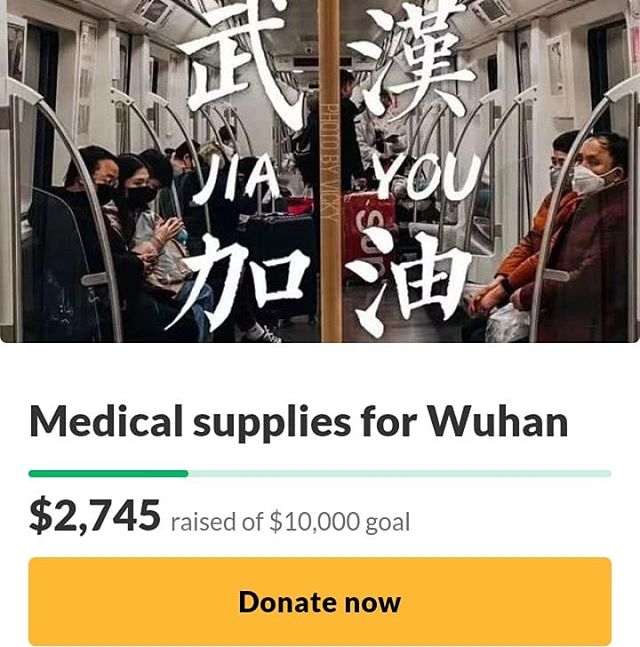 武漢
JIA YOU
加油
PHOTO BY VICKY
Medical supplies for Wuhan
$2,745 raised of $10,000 goal
Donate now